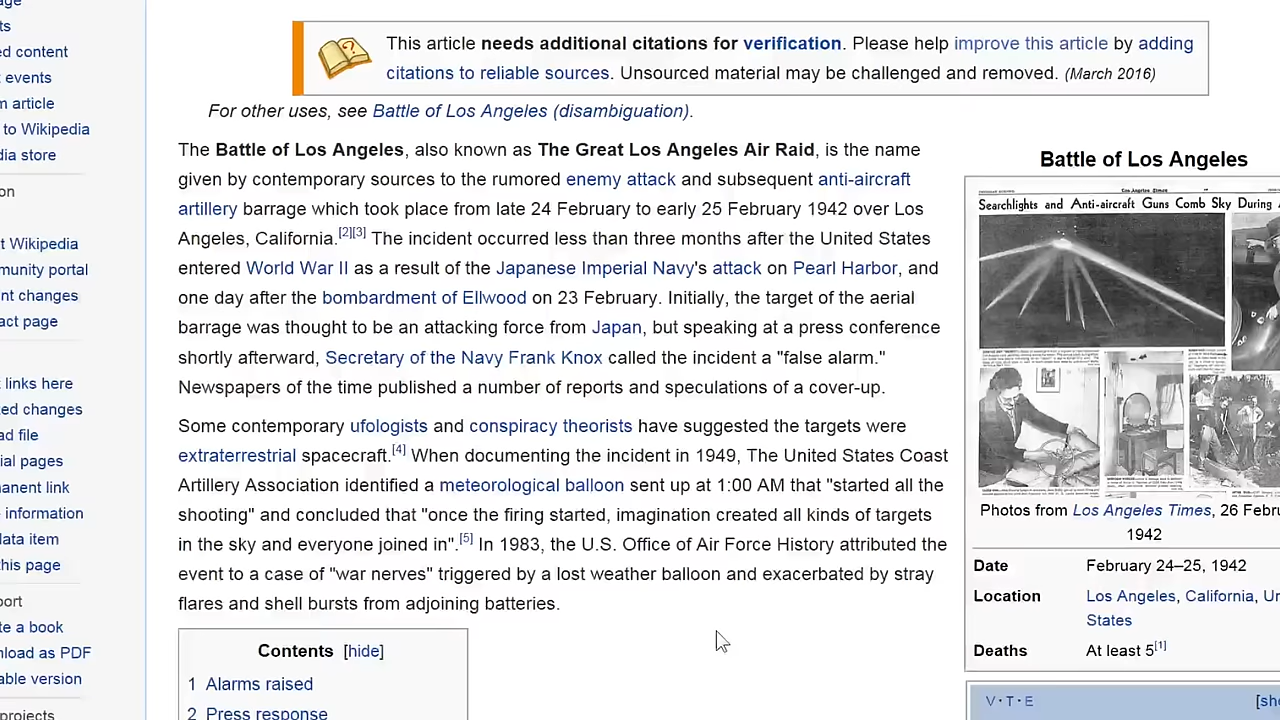 ts
ed content
t events
m article
to Wikipedia
dia store
on
t Wikipedia
mmunity portal
nt changes
act page
links here
ted changes
ad file
ial pages
nanent link
information
data item
this page
port
te a book
nload as PDF
able version
projects
This article needs additional citations for verification. Please help improve this article by adding
citations to reliable sources. Unsourced material may be challenged and removed. (March 2016)
For other uses, see Battle of Los Angeles (disambiguation).
The Battle of Los Angeles, also known as The Great Los Angeles Air Raid, is the name
given by contemporary sources to the rumored enemy attack and subsequent anti-aircraft
artillery barrage which took place from late 24 February to early 25 February 1942 over Los
Angeles, California.[2][3] The incident occurred less than three months after the United States
entered World War II as a result of the Japanese Imperial Navy's attack on Pearl Harbor, and
one day after the bombardment of Ellwood on 23 February. Initially, the target of the aerial
barrage was thought to be an attacking force from Japan, but speaking at a press conference
shortly afterward, Secretary of the Navy Frank Knox called the incident a "false alarm."
Newspapers of the time published a number of reports and speculations of a cover-up.
Some contemporary ufologists and conspiracy theorists have suggested the targets were
extraterrestrial spacecraft.[4] When documenting the incident in 1949, The United States Coast
Artillery Association identified a meteorological balloon sent up at 1:00 AM that "started all the
shooting" and concluded that "once the firing started, imagination created all kinds of targets
in the sky and everyone joined in".[5] In 1983, the U.S. Office of Air Force History attributed the
event to a case of "war nerves" triggered by a lost weather balloon and exacerbated by stray
flares and shell bursts from adjoining batteries.
Contents [hide]
1 Alarms raised
2 Press response
Battle of Los Angeles
Los Angeles Times
Searchlights and Anti-aircraft Guns Comb Sky During
Photos from Los Angeles Times, 26 Febru
1942
Date February 24–25, 1942
Location Los Angeles, California, Un
States
Deaths At least 5[1]
V · T · E [sho